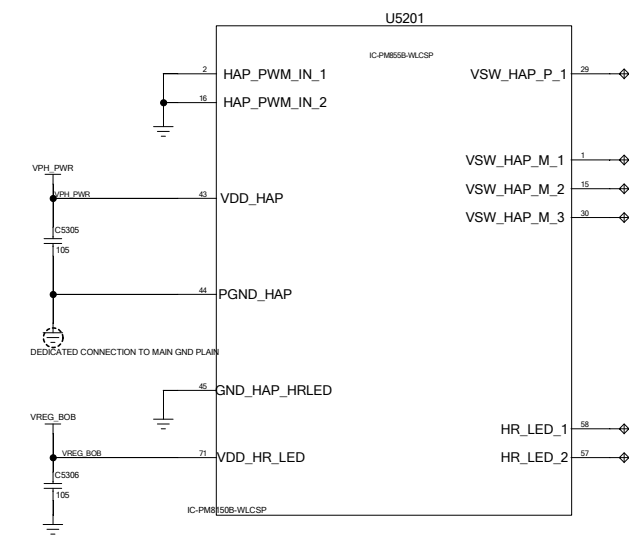 U5201
IC-PM855B-WLCSP
2 HAP_PWM_IN_1 VSW_HAP_P_1 29
16 HAP_PWM_IN_2
VSW_HAP_M_1 1
VPH_PWR
VPH_PWR 43 VDD_HAP VSW_HAP_M_2 15
VSW_HAP_M_3 30
C5305
105
44 PGND_HAP
DEDICATED CONNECTION TO MAIN GND PLAIN
45 GND_HAP_HRLED
VREG_BOB
HR_LED_1 58
VREG_BOB 71 VDD_HR_LED HR_LED_2 57
C5306
105
IC-PM8150B-WLCSP